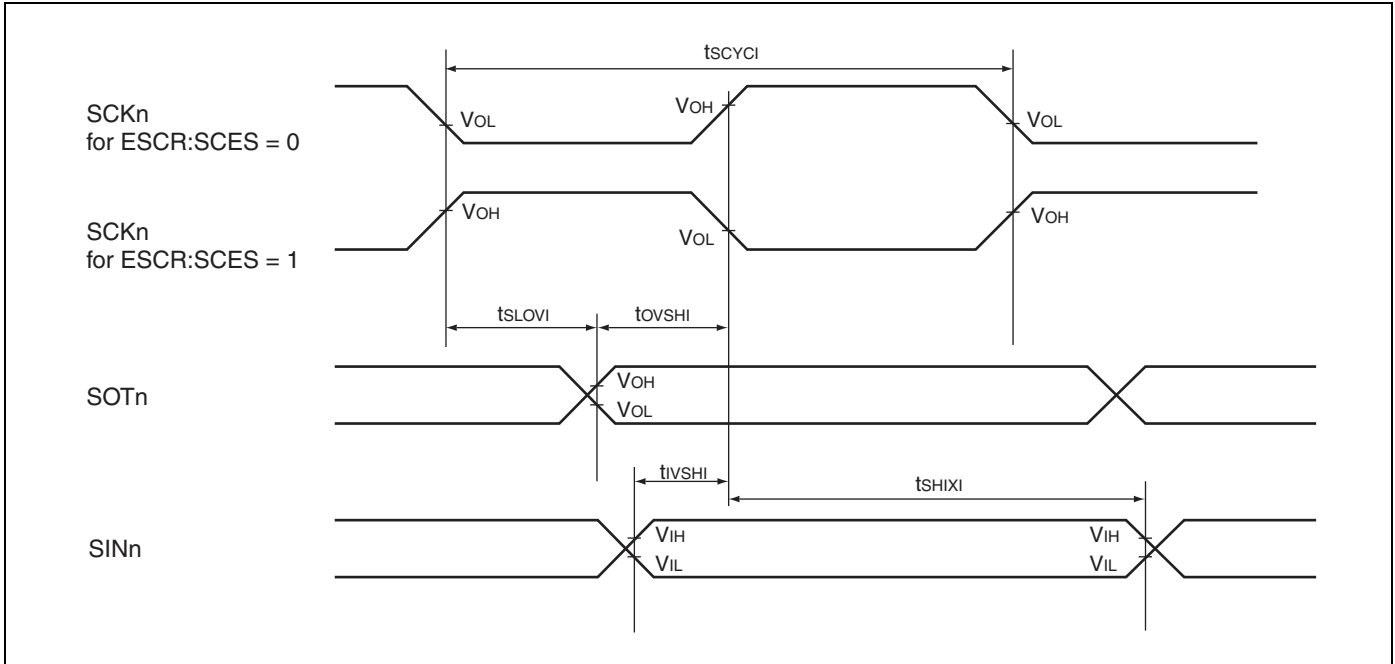 tSCYCI
SCKn
for ESCR:SCES = 0
VOL
VOH
VOL
SCKn
for ESCR:SCES = 1
VOH
VOL
VOH
tSLOVI
tOVSHI
SOTn
VOH
VOL
tIVSHI
tSHIXI
SINn
VIH
VIL
VIH
VIL